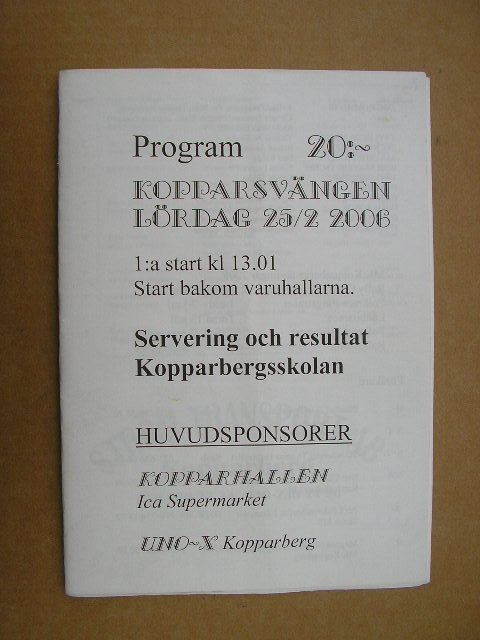 Program 20:~
KOPPARSVÄNGEN
LÖRDAG 25/2 2006
1:a start kl 13.01
Start bakom varuhallarna.
Servering och resultat
Kopparbergsskolan
HUVUDSPONSORER
KOPPARHALLEN
Ica Supermarket
UNO~X Kopparberg